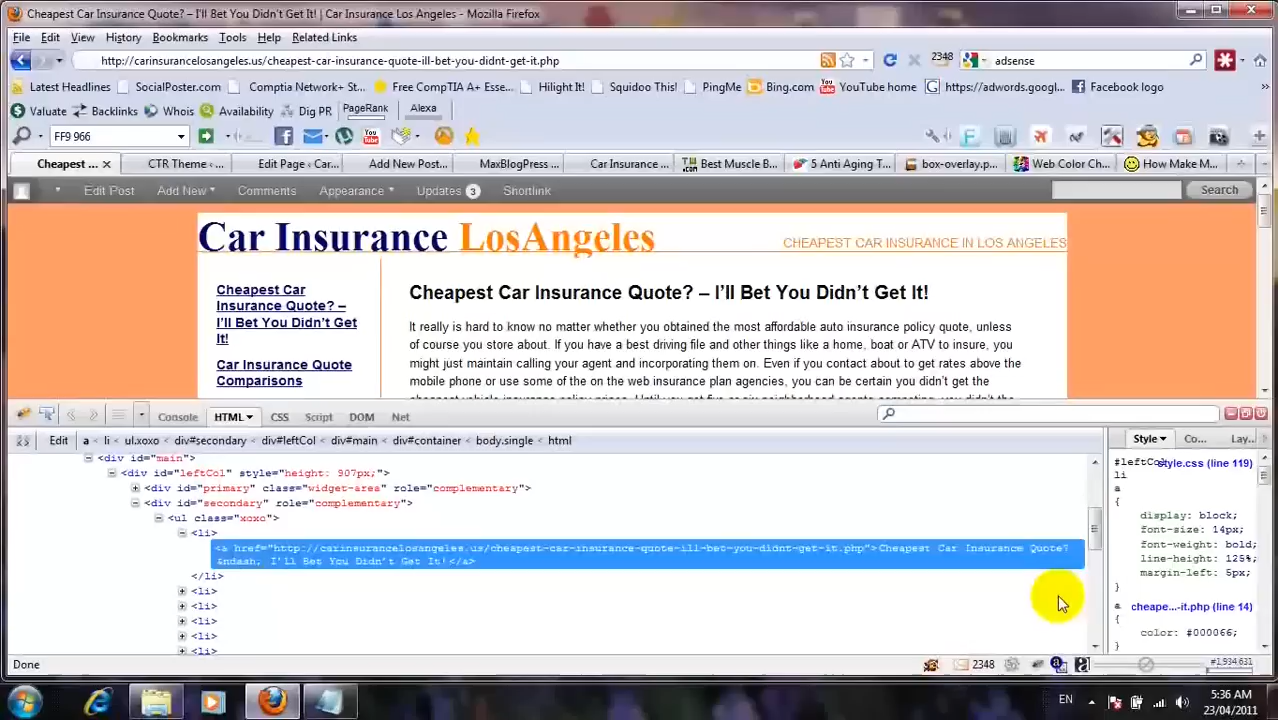 Cheapest Car Insurance Quote? – I'll Bet You Didn't Get It! | Car Insurance Los Angeles - Mozilla Firefox
File Edit View History Bookmarks Tools Help Related Links
http://carinsurancelosangeles.us/cheapest-car-insurance-quote-ill-bet-you-didnt-get-it.php 2348 adsense
Latest Headlines SocialPoster.com Comptia Network+ St... Free CompTIA A+ Esse... Hilight It! Squidoo This! PingMe Bing.com YouTube home https://adwords.googl... Facebook logo
Valuate Backlinks Whois Availability Dig PR PageRank Alexa
FF9 966
Cheapest ... CTR Theme ‹ ... Edit Page ‹ Car... Add New Post... MaxBlogPress ... Car Insurance ... Best Muscle B... 5 Anti Aging T... box-overlay.p... Web Color Ch... How Make M...
Edit Post Add New Comments Appearance Updates 3 Shortlink Search
Car Insurance LosAngeles CHEAPEST CAR INSURANCE IN LOS ANGELES
Cheapest Car
Insurance Quote? –
I'll Bet You Didn't Get
It!
Car Insurance Quote
Comparisons
Cheapest Car Insurance Quote? – I'll Bet You Didn't Get It!
It really is hard to know no matter whether you obtained the most affordable auto insurance policy quote, unless
of course you store about. If you have a best driving file and other things like a home, boat or ATV to insure, you
might just maintain calling your agent and incorporating them on. Even if you contact about to get rates above the
mobile phone or use some of the on the web insurance plan agencies, you can be certain you didn't get the
Console HTML CSS Script DOM Net
Edit a < li < ul.xoxo < div#secondary < div#leftCol < div#main < div#container < body.single < html
<div id="main">
<div id="leftCol" style="height: 907px;">
<div id="primary" class="widget-area" role="complementary">
<div id="secondary" role="complementary">
<ul class="xoxo">
<li>
<a href="http://carinsurancelosangeles.us/cheapest-car-insurance-quote-ill-bet-you-didnt-get-it.php">Cheapest Car Insurance Quote?
&ndash; I'll Bet You Didn't Get It!</a>
</li>
<li>
<li>
<li>
<li>
<li>
Style Co... Lay...
#leftCol style.css (line 119)
li
a
{
display: block;
font-size: 14px;
font-weight: bold;
line-height: 125%;
margin-left: 5px;
}
a cheape...-it.php (line 14)
{
color: #000066;
}
Done 2348 #1,934,631
EN 5:36 AM
23/04/2011